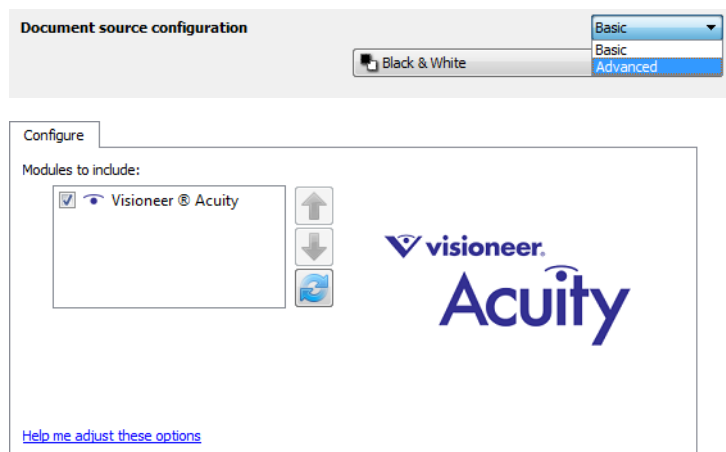 Document source configuration
Basic
Basic
Black & White
Advanced
Configure
Modules to include:
Visioneer ® Acuity
visioneer.
Acuity
Help me adjust these options